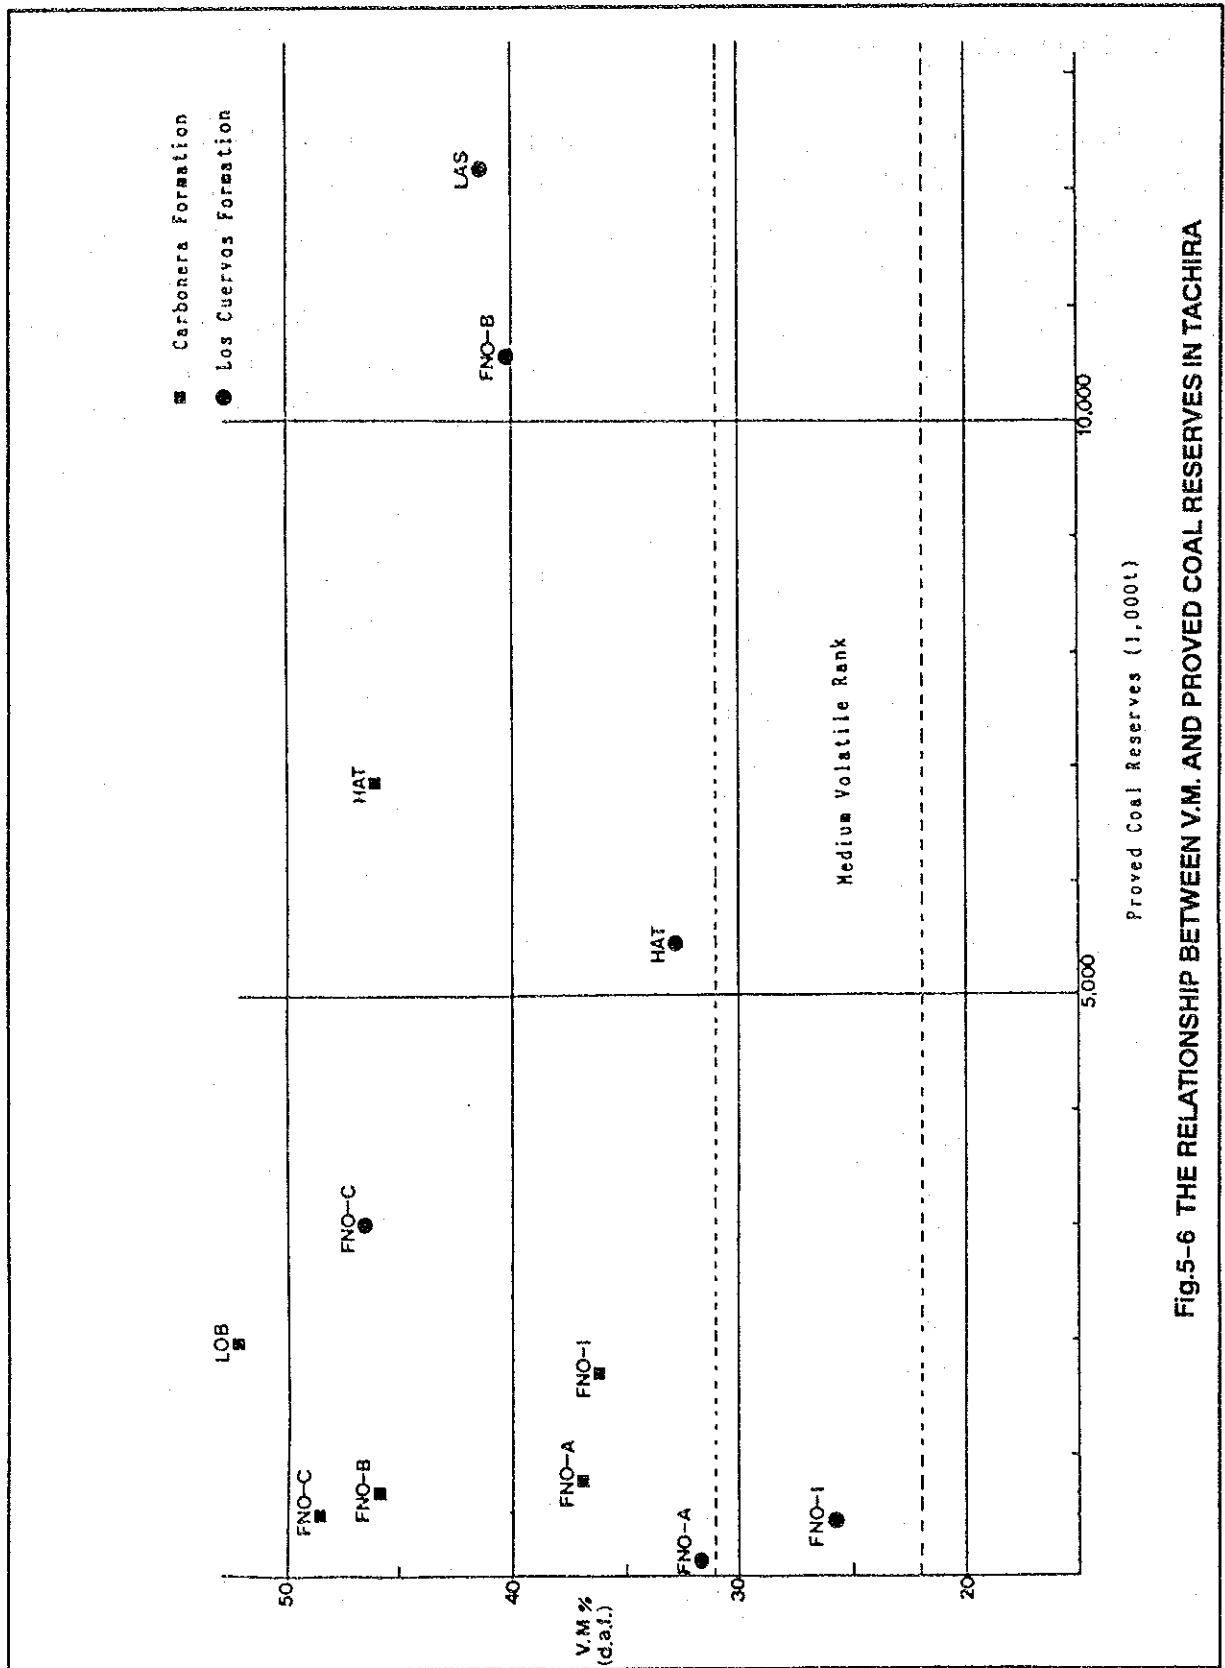 ■ Carbonera Formation
● Los Cuervos Formation
LOB
FNO-C
FNO-B
FNO-C
HAT
LAS
FNO-B
FNO-A
FNO-1
HAT
FNO-A
FNO-1
Medium Volatile Rank
50
40
30
20
V.M %
(d.a.f.)
5,000
10,000
Proved Coal Reserves (1,000t)
Fig.5-6 THE RELATIONSHIP BETWEEN V.M. AND PROVED COAL RESERVES IN TACHIRA